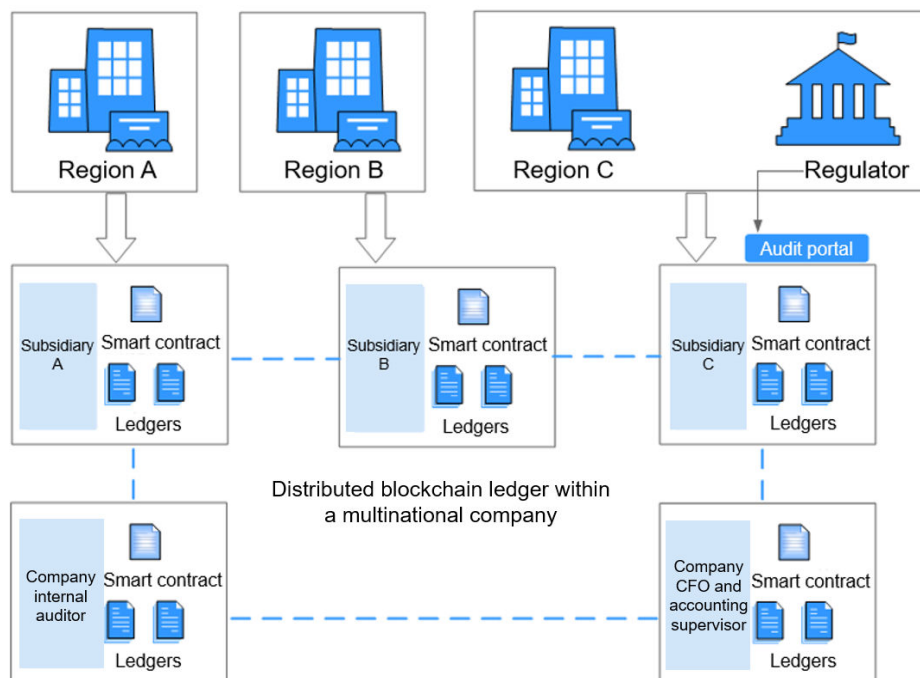 Region A
Region B
Region C
Regulator
Audit portal
Subsidiary
A
Smart contract
Ledgers
Subsidiary
B
Smart contract
Ledgers
Subsidiary
C
Smart contract
Ledgers
Distributed blockchain ledger within
a multinational company
Company
internal
auditor
Smart contract
Ledgers
Company
CFO and
accounting
supervisor
Smart contract
Ledgers